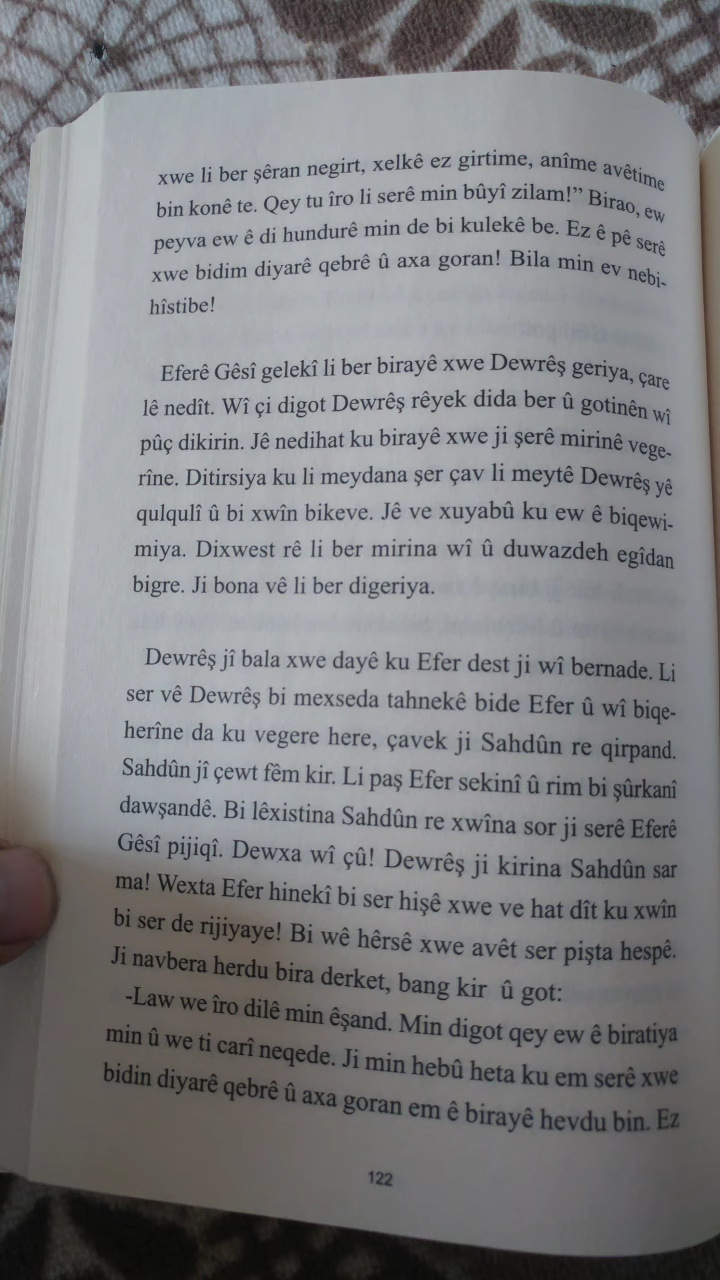 xwe li ber şêran negirt, xelkê ez girtime, anîme avêtime
bin konê te. Qey tu îro li serê min bûyî zilam!” Birao, ew
peyva ew ê di hundurê min de bi kulekê be. Ez ê pê serê
xwe bidim diyarê qebrê û axa goran! Bila min ev nebi-
hîstibe!
Eferê Gêsî gelekî li ber birayê xwe Dewrêş geriya, çare
lê nedît. Wî çi digot Dewrêş rêyek dida ber û gotinên wî
pûç dikirin. Jê nedihat ku birayê xwe ji şerê mirinê vege-
rîne. Ditirsiya ku li meydana şer çav li meytê Dewrêş yê
qulqulî û bi xwîn bikeve. Jê ve xuyabû ku ew ê biqewi-
miya. Dixwest rê li ber mirina wî û duwazdeh egîdan
bigre. Ji bona vê li ber digeriya.
Dewrêş jî bala xwe dayê ku Efer dest ji wî bernade. Li
ser vê Dewrêş bi mexseda tahnekê bide Efer û wî biqe-
herîne da ku vegere here, çavek ji Sahdûn re qirpand.
Sahdûn jî çewt fêm kir. Li paş Efer sekinî û rim bi şûrkanî
dawşandê. Bi lêxistina Sahdûn re xwîna sor ji serê Eferê
Gêsî pijiqî. Dewxa wî çû! Dewrêş ji kirina Sahdûn sar
ma! Wexta Efer hinekî bi ser hişê xwe ve hat dît ku xwîn
bi ser de rijiyaye! Bi wê hêrsê xwe avêt ser pişta hespê.
Ji navbera herdu bira derket, bang kir û got:
-Law we îro dilê min êşand. Min digot qey ew ê biratiya
min û we ti carî neqede. Ji min hebû heta ku em serê xwe
bidin diyarê qebrê û axa goran em ê birayê hevdu bin. Ez
122